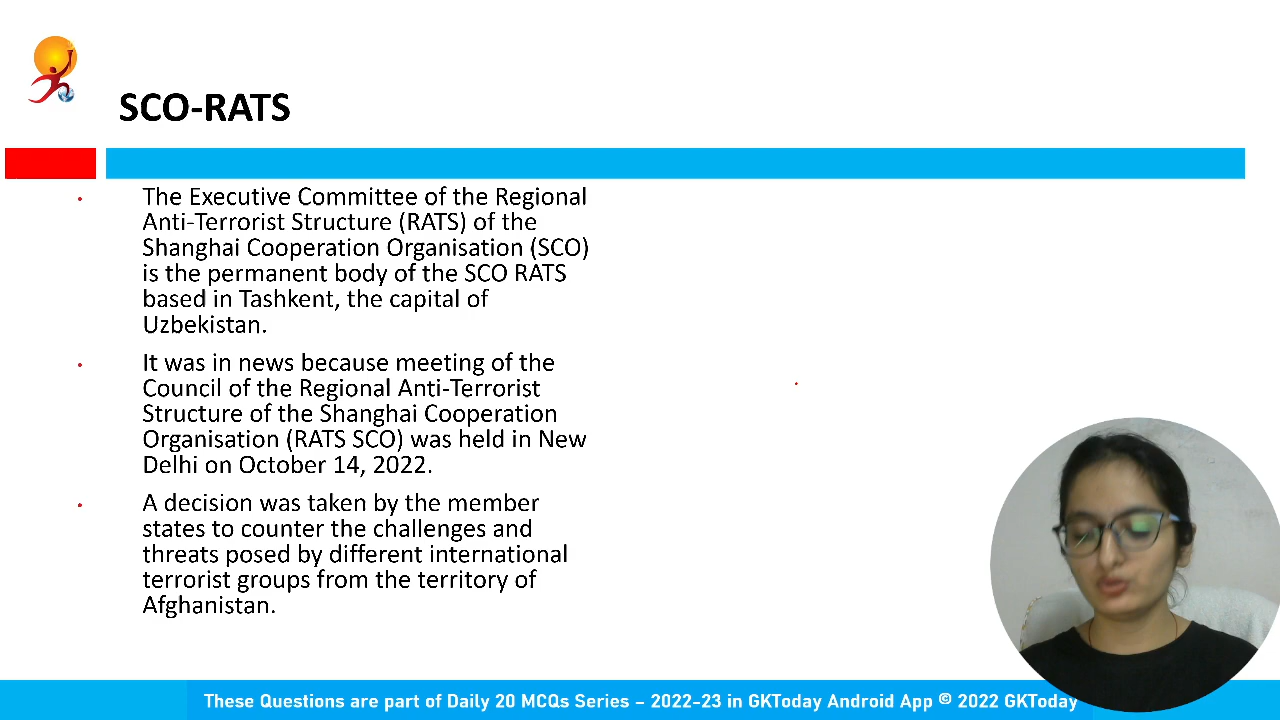 SCO-RATS
The Executive Committee of the Regional
Anti-Terrorist Structure (RATS) of the
Shanghai Cooperation Organisation (SCO)
is the permanent body of the SCO RATS
based in Tashkent, the capital of
Uzbekistan.
It was in news because meeting of the
Council of the Regional Anti-Terrorist
Structure of the Shanghai Cooperation
Organisation (RATS SCO) was held in New
Delhi on October 14, 2022.
A decision was taken by the member
states to counter the challenges and
threats posed by different international
terrorist groups from the territory of
Afghanistan.
These Questions are part of Daily 20 MCQs Series – 2022-23 in GKToday Android App © 2022 GKToday